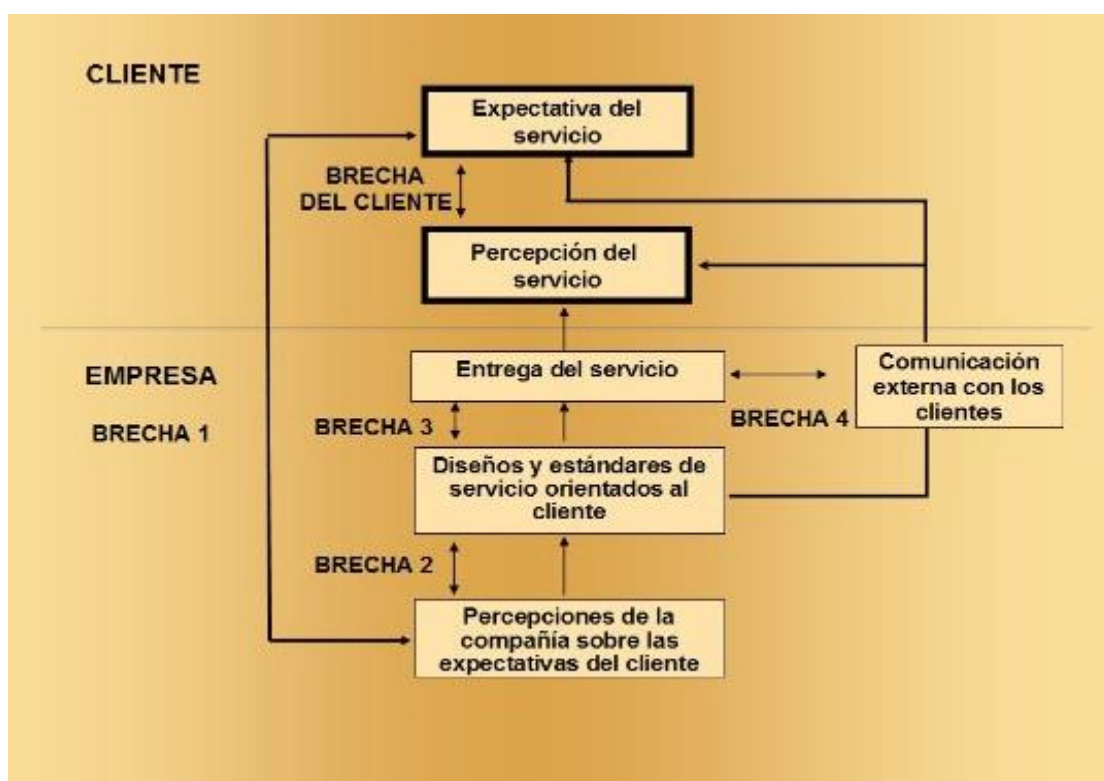 CLIENTE
Expectativa del
servicio
BRECHA
DEL CLIENTE
Percepción del
servicio
EMPRESA
Entrega del servicio
Comunicación
externa con los
clientes
BRECHA 1
BRECHA 3
BRECHA 4
Diseños y estándares de
servicio orientados al
cliente
BRECHA 2
Percepciones de la
compañía sobre las
expectativas del cliente